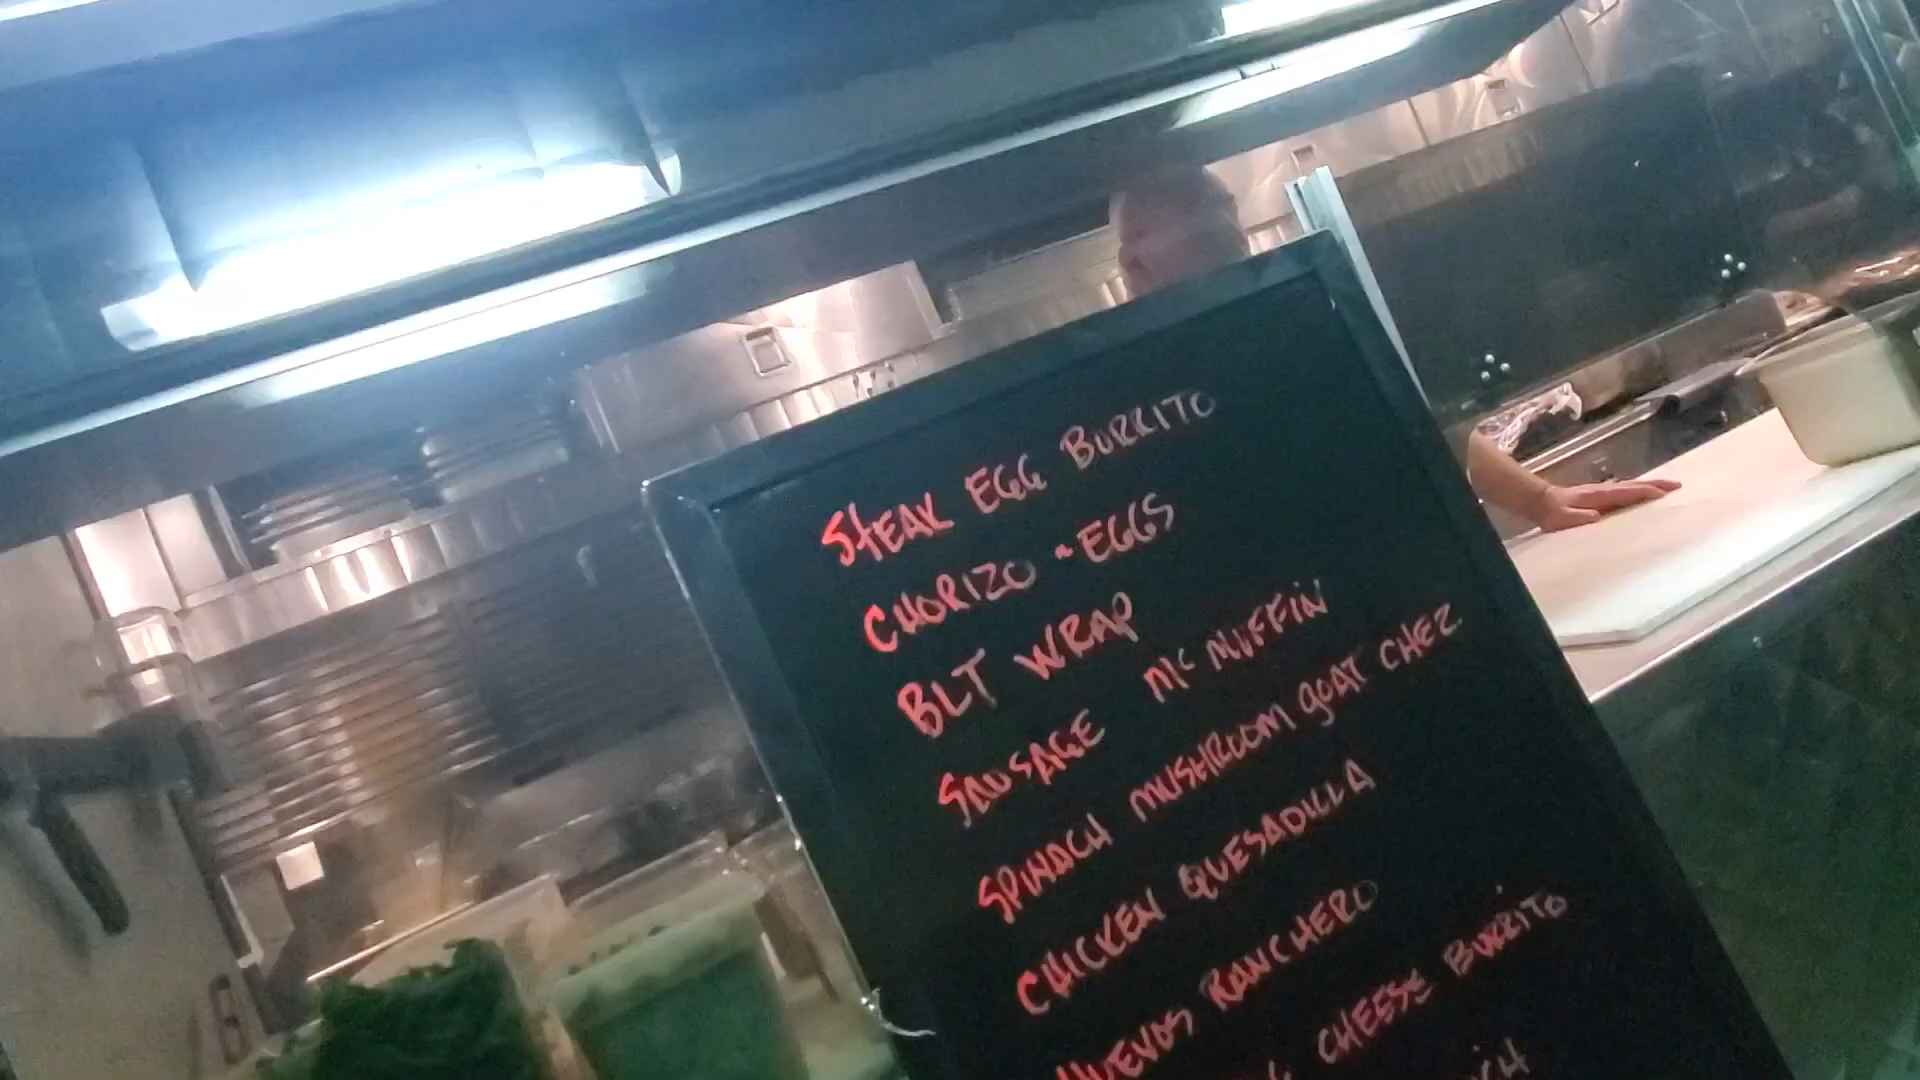 STEAK EGG BURRITO
CHORIZO ~ EGGS
BLT WRAP
SAUSAGE Mc MUFFIN
SPINACH MUSHROOM GOAT CHEZ
CHICKEN QUESADILLA
HUEVOS RANCHERO
CHEESE BURRITO